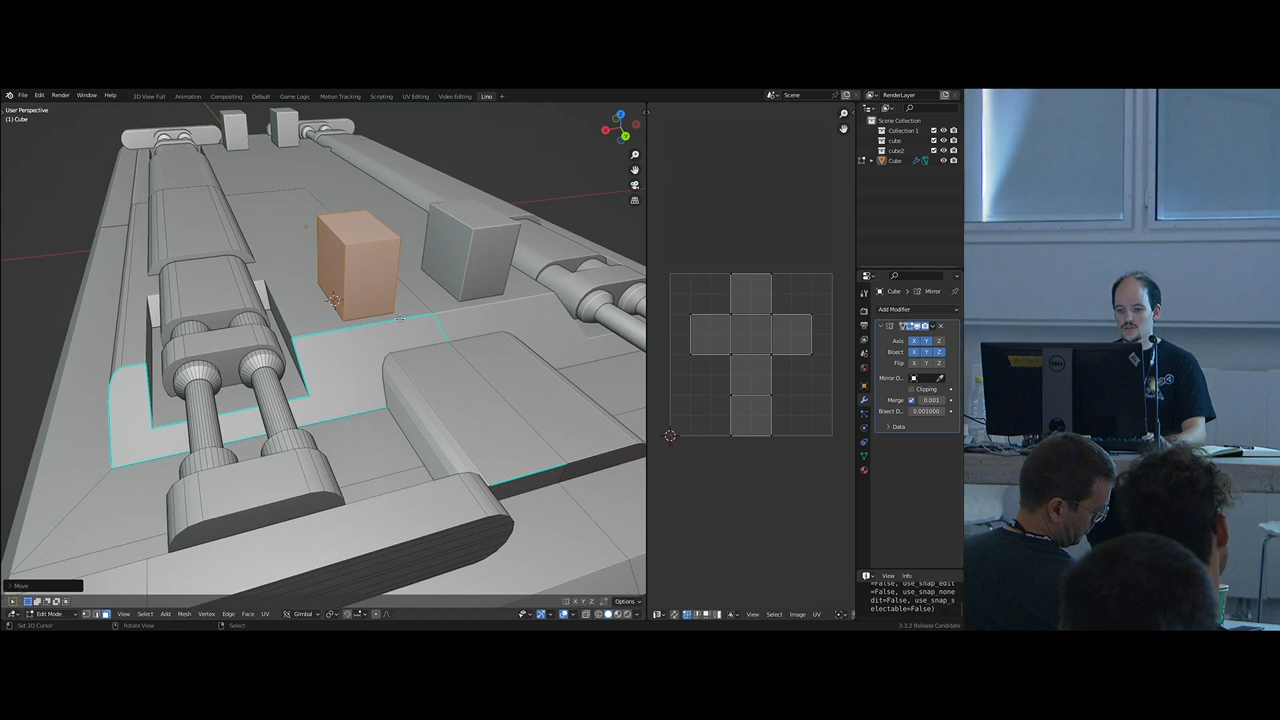 File Edit Render Window Help
3D View Full Animation Compositing Default Game Logic Motion Tracking Scripting UV Editing Video Editing Lino +
Scene
RenderLayer
User Perspective
(1) Cube
Scene Collection
Collection 1
cube
cube2
Cube
Cube > Mirror
Add Modifier
Axis X Y Z
Bisect X Y Z
Flip X Y Z
Mirror O..
Clipping
Merge 0.001
Bisect D.. 0.001000
> Data
View Info
=False, use_snap_edit
=False, use_snap_none
dit=False, use_snap_s
electable=False)
> Move
X Y Z
Options
Edit Mode View Select Add Mesh Vertex Edge Face UV Gimbal
View Select Image UV
Set 3D Cursor Rotate View Select
3.3.2 Release Candidate
DELL